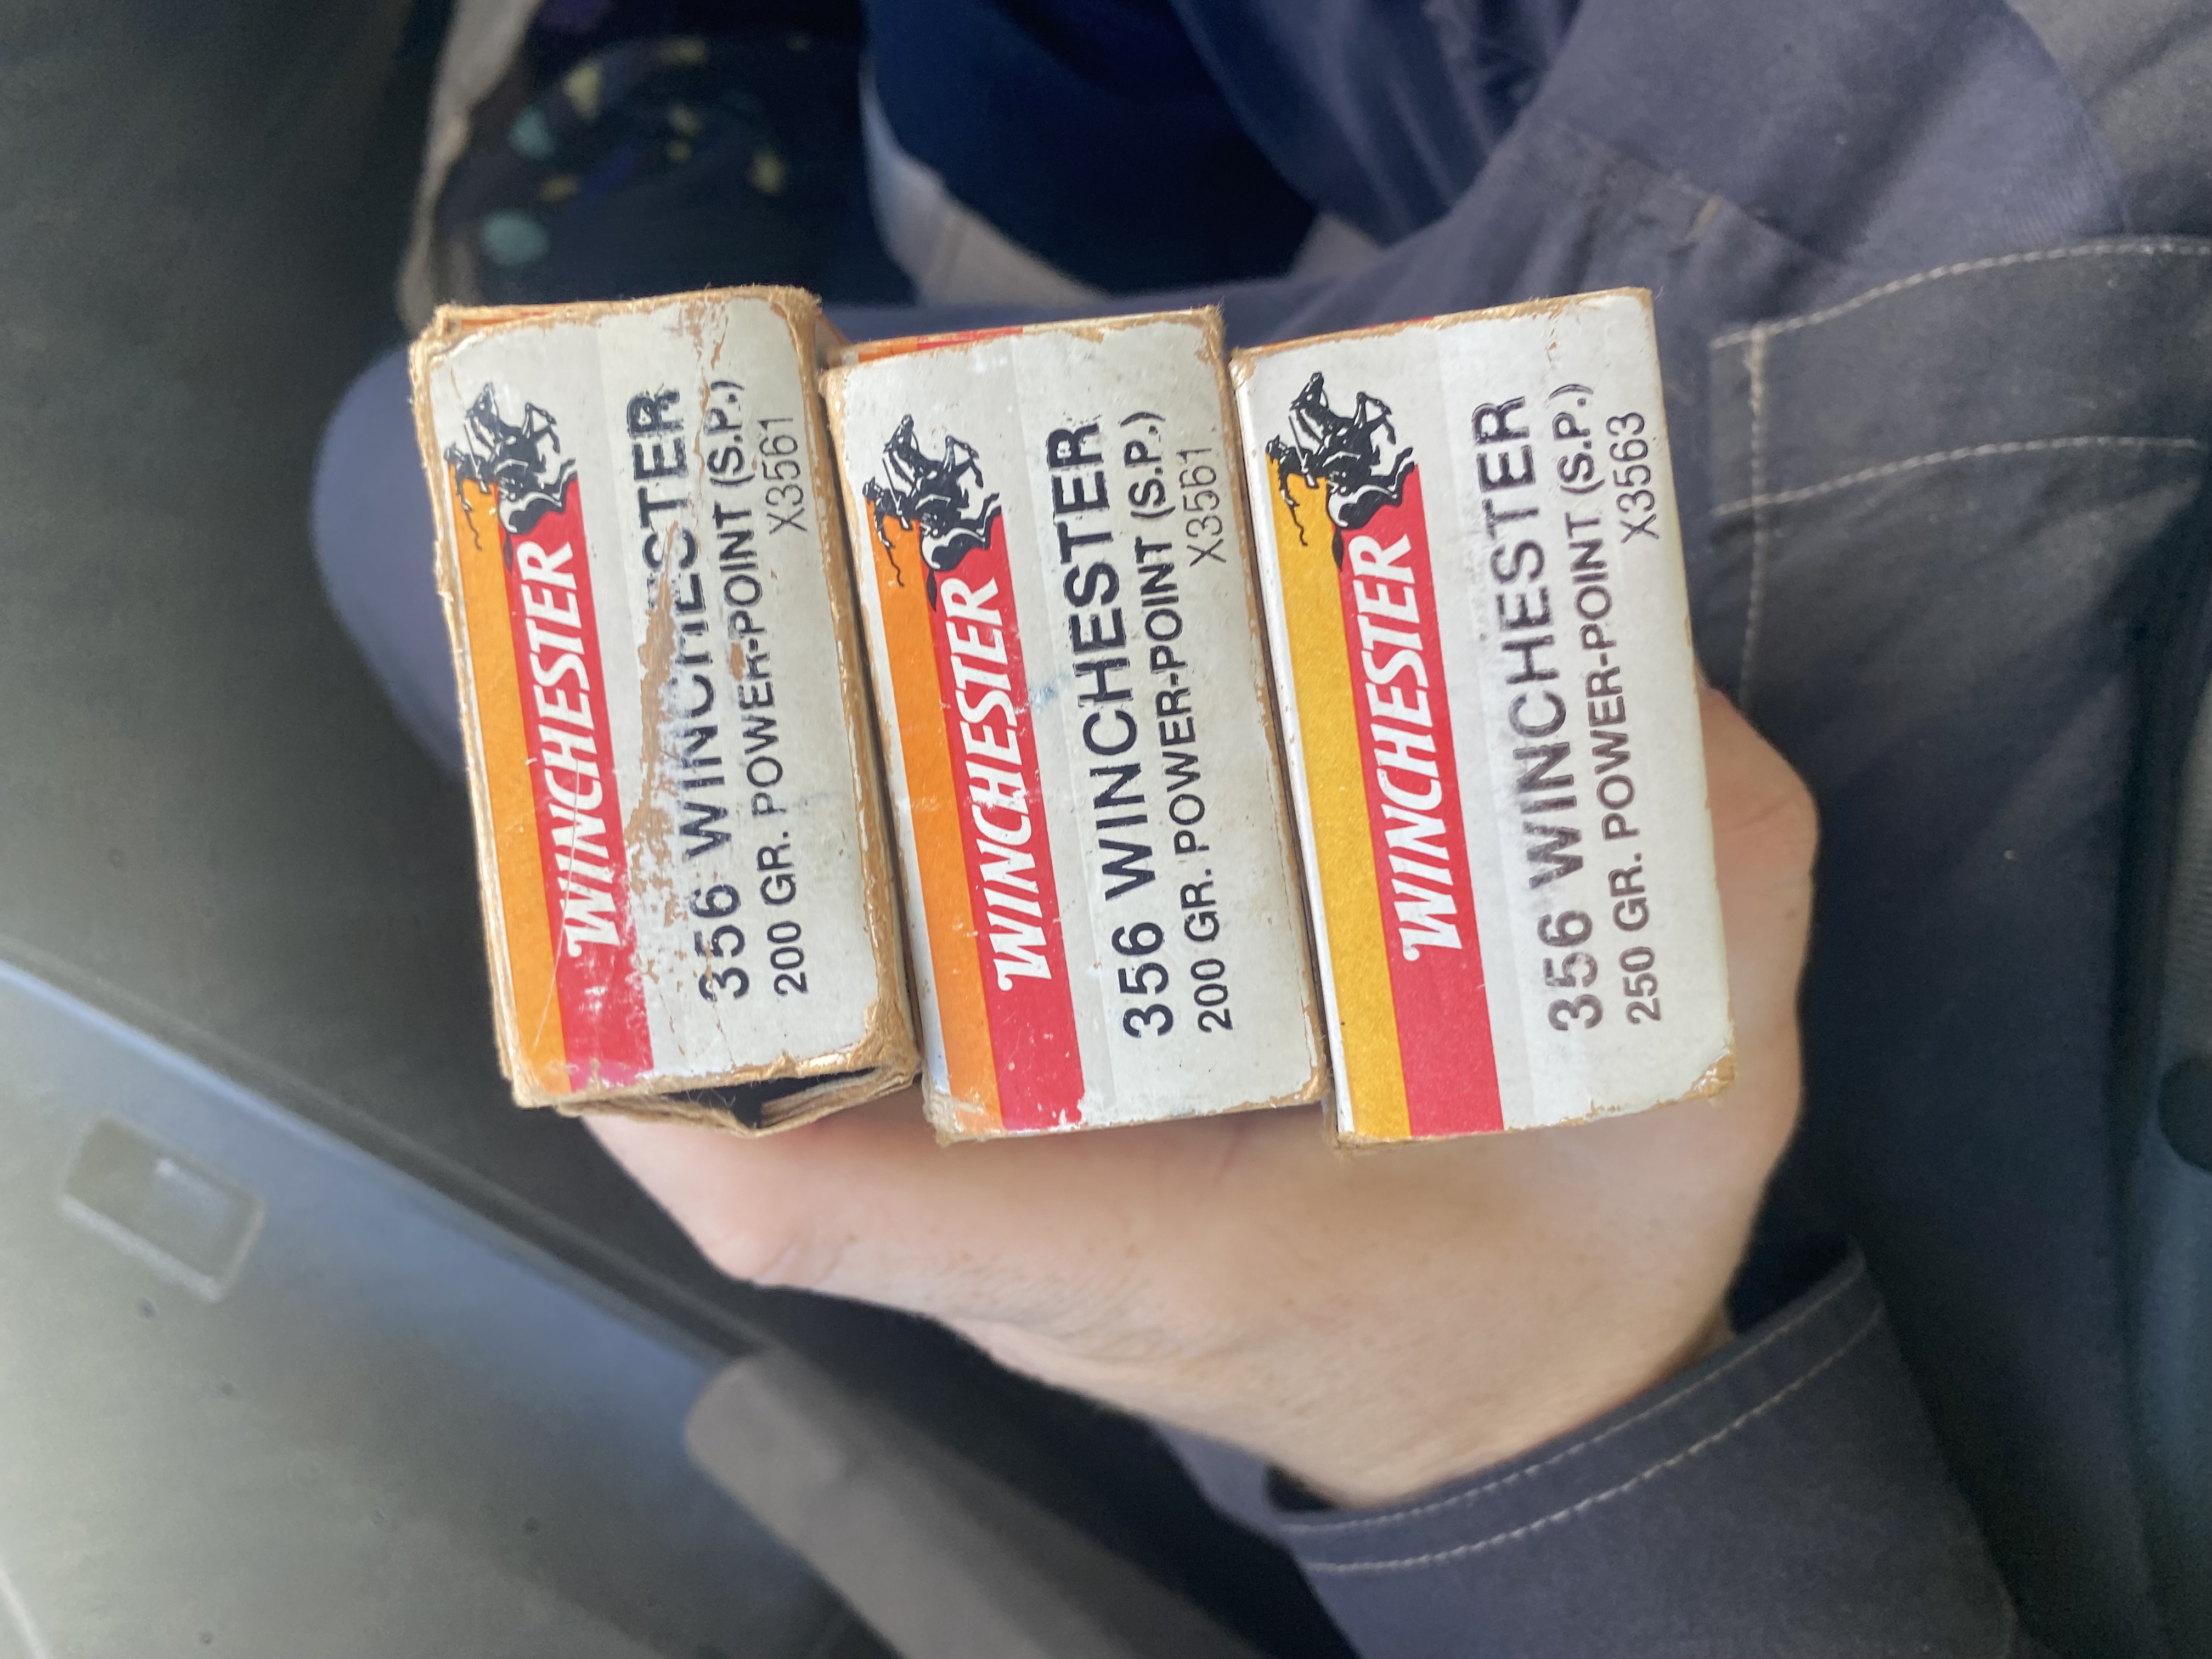 WINCHESTER
356 WINCHESTER
200 GR. POWER-POINT (S.P.)
X3561
WINCHESTER
356 WINCHESTER
200 GR. POWER-POINT (S.P.)
X3561
WINCHESTER
356 WINCHESTER
250 GR. POWER-POINT (S.P.)
X3563